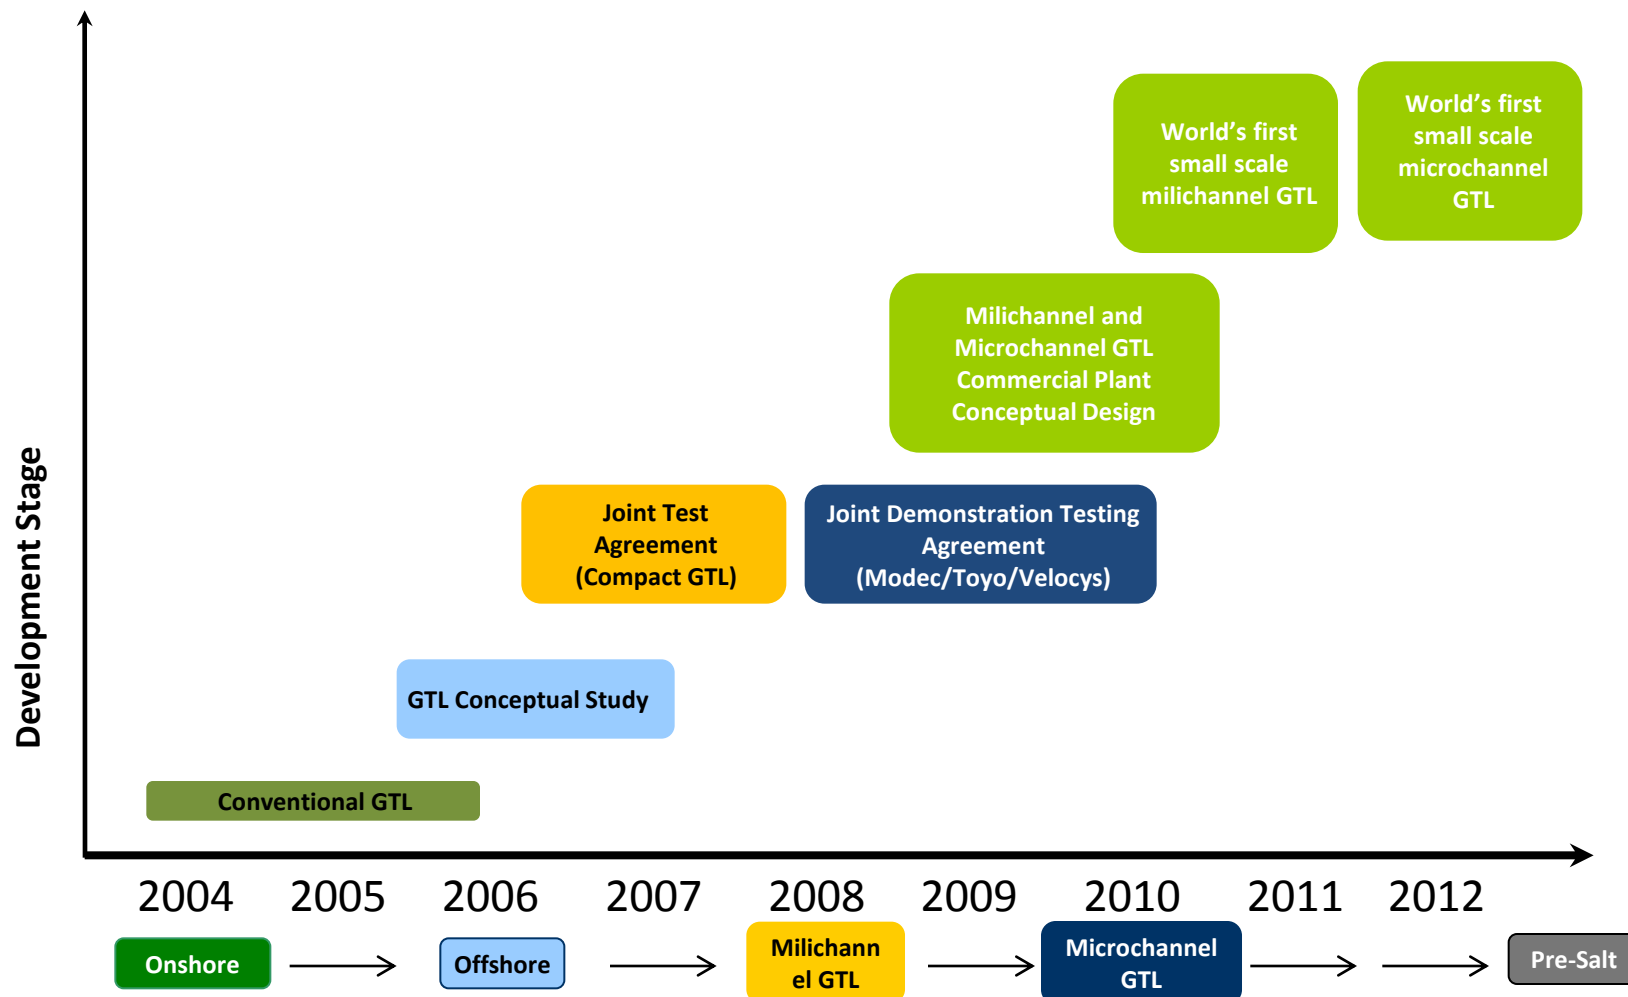 World's first
small scale
milichannel GTL
World's first
small scale
microchannel
GTL
Milichannel and
Microchannel GTL
Commercial Plant
Conceptual Design
Joint Test
Agreement
(Compact GTL)
Joint Demonstration Testing
Agreement
(Modec/Toyo/Velocys)
GTL Conceptual Study
Conventional GTL
Development Stage
2004 2005 2006 2007 2008 2009 2010 2011 2012
Onshore
Offshore
Milichann
el GTL
Microchannel
GTL
Pre-Salt